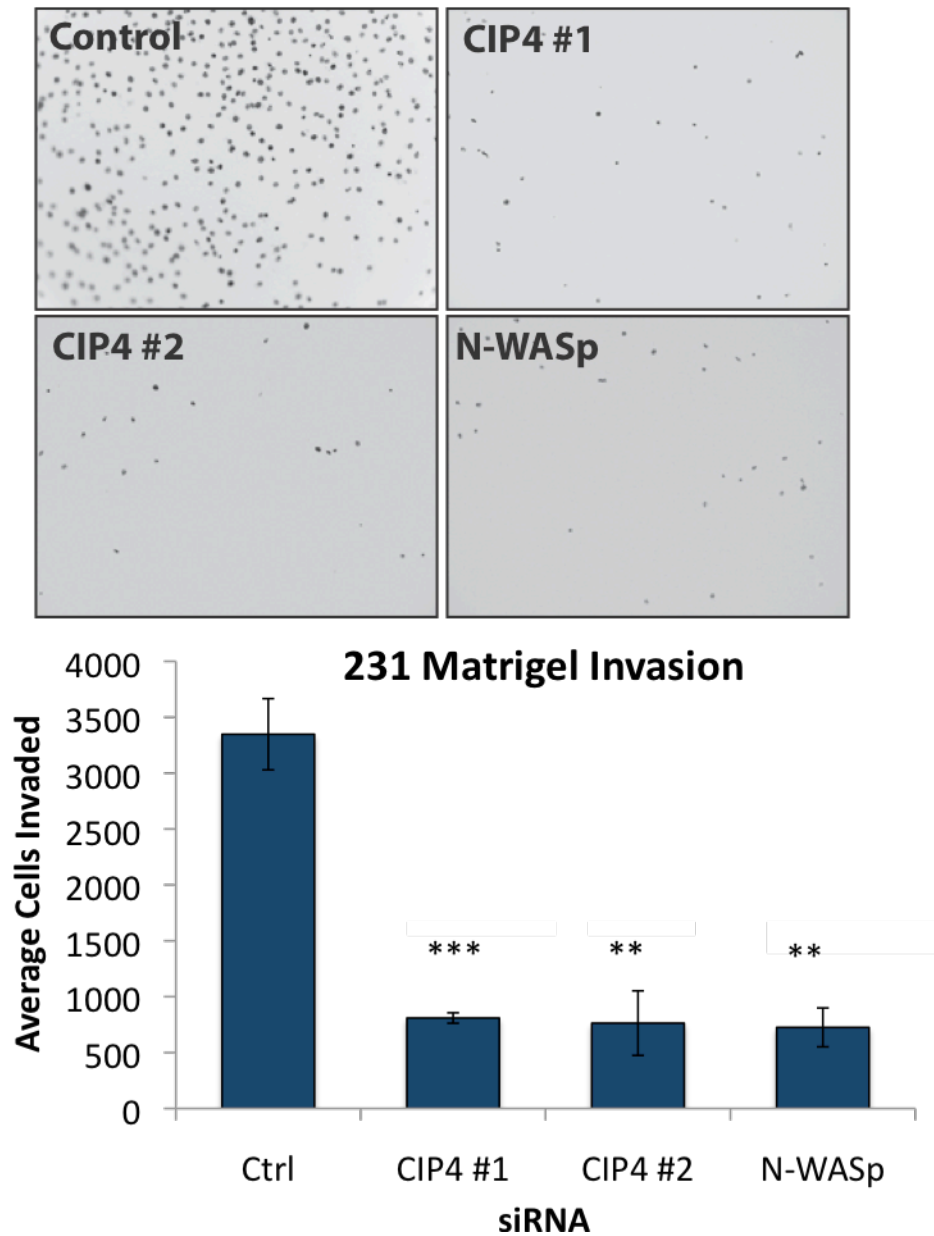 Control
CIP4 #1
CIP4 #2
N-WASp
231 Matrigel Invasion
Average Cells Invaded
4000
3500
3000
2500
2000
1500
1000
500
0
***
**
**
Ctrl
CIP4 #1
CIP4 #2
N-WASp
siRNA